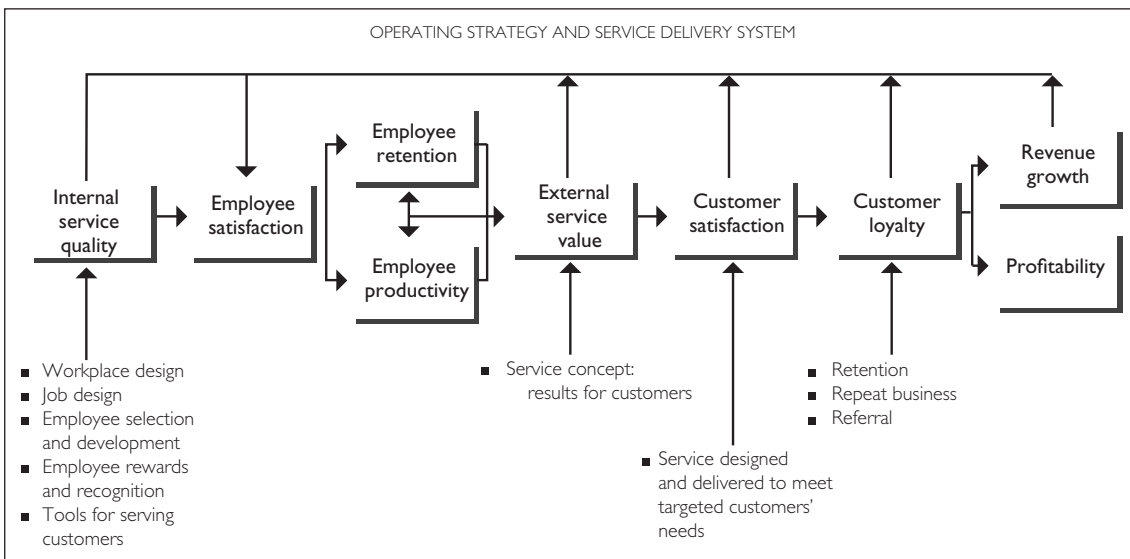 OPERATING STRATEGY AND SERVICE DELIVERY SYSTEM
Internal
service
quality
Employee
satisfaction
Employee
retention
Employee
productivity
External
service
value
Customer
satisfaction
Customer
loyalty
Revenue
growth
Profitability
■ Workplace design
■ Job design
■ Employee selection
and development
■ Employee rewards
and recognition
■ Tools for serving
customers
■ Service concept:
results for customers
■ Service designed
and delivered to meet
targeted customers’
needs
■ Retention
■ Repeat business
■ Referral